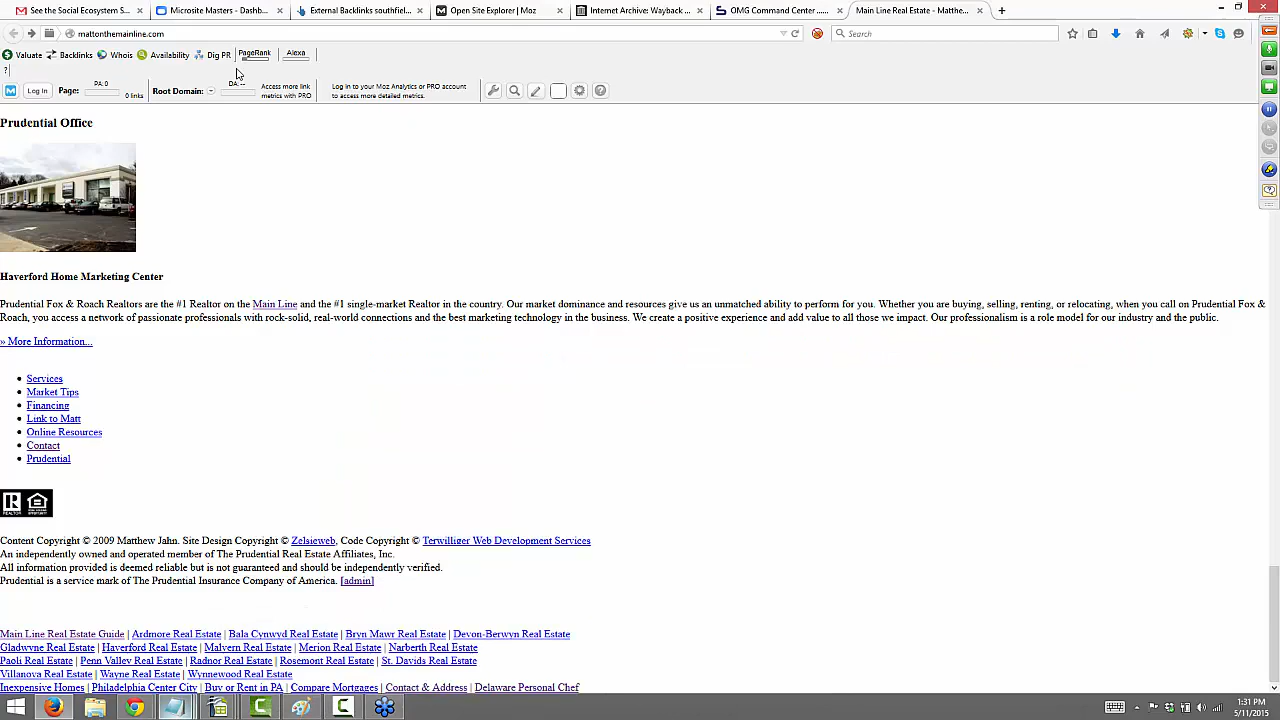 See the Social Ecosystem S...
Microsite Masters - Dashb...
External Backlinks southfiel...
Open Site Explorer | Moz
Internet Archive: Wayback ...
OMG Command Center ...
Main Line Real Estate - Matthe...
mattonthemainline.com
Search
Valuate
Backlinks
Whois
Availability
Dig PR
PageRank
Alexa
?
Log In
Page:
PA: 0
0 links
Root Domain:
DA: --
Access more link
metrics with PRO
Log in to your Moz Analytics or PRO account
to access more detailed metrics.
Prudential Office
Haverford Home Marketing Center
Prudential Fox & Roach Realtors are the #1 Realtor on the Main Line and the #1 single-market Realtor in the country. Our market dominance and resources give us an unmatched ability to perform for you. Whether you are buying, selling, renting, or relocating, when you call on Prudential Fox &
Roach, you access a network of passionate professionals with rock-solid, real-world connections and the best marketing technology in the business. We create a positive experience and add value to all those we impact. Our professionalism is a role model for our industry and the public.
» More Information...
Services
Market Tips
Financing
Link to Matt
Online Resources
Contact
Prudential
Content Copyright © 2009 Matthew Jahn. Site Design Copyright © Zelsieweb, Code Copyright © Terwilliger Web Development Services
An independently owned and operated member of The Prudential Real Estate Affiliates, Inc.
All information provided is deemed reliable but is not guaranteed and should be independently verified.
Prudential is a service mark of The Prudential Insurance Company of America. [admin]
Main Line Real Estate Guide | Ardmore Real Estate | Bala Cynwyd Real Estate | Bryn Mawr Real Estate | Devon-Berwyn Real Estate
Gladwyne Real Estate | Haverford Real Estate | Malvern Real Estate | Merion Real Estate | Narberth Real Estate
Paoli Real Estate | Penn Valley Real Estate | Radnor Real Estate | Rosemont Real Estate | St. Davids Real Estate
Villanova Real Estate | Wayne Real Estate | Wynnewood Real Estate
Inexpensive Homes | Philadelphia Center City | Buy or Rent in PA | Compare Mortgages | Contact & Address | Delaware Personal Chef
1:31 PM
5/11/2015